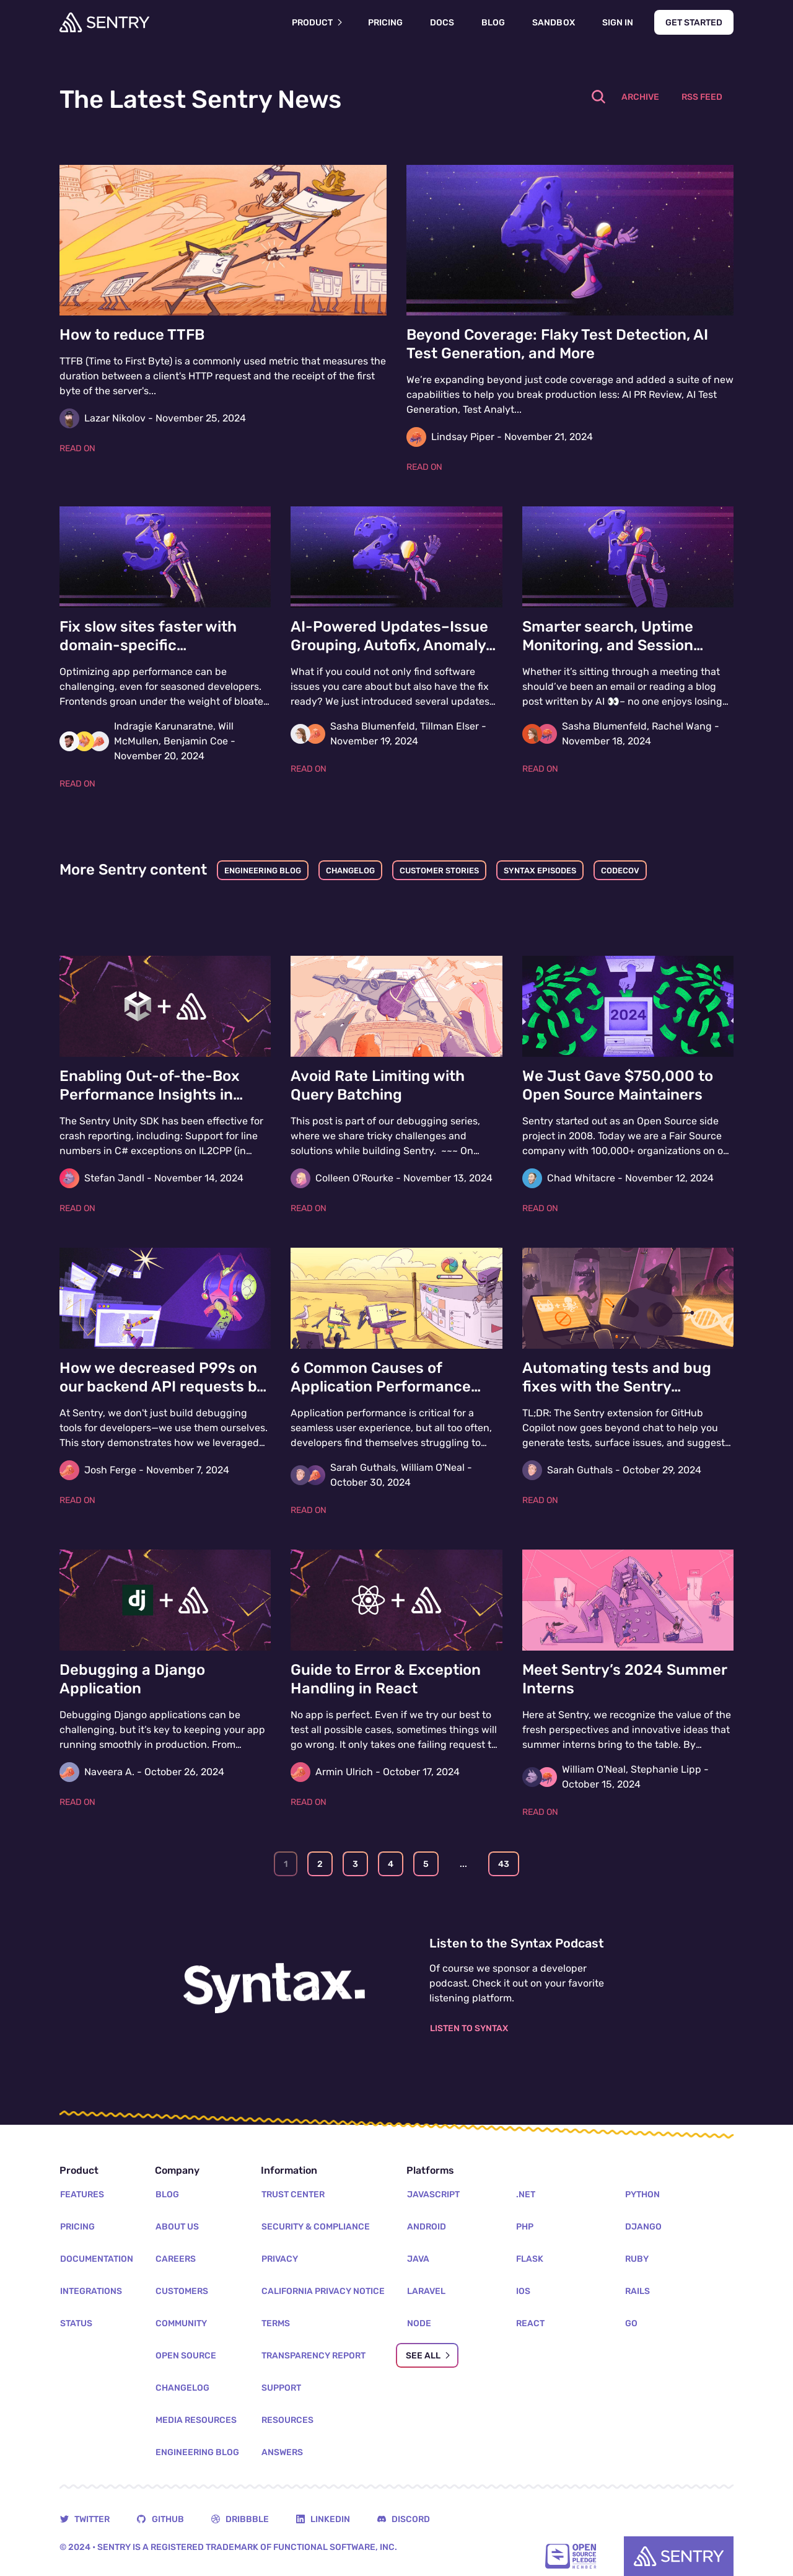 SENTRY
PRODUCT
PRICING
DOCS
BLOG
SANDBOX
SIGN IN
GET STARTED
The Latest Sentry News
ARCHIVE
RSS FEED
How to reduce TTFB
TTFB (Time to First Byte) is a commonly used metric that measures the
duration between a client's HTTP request and the receipt of the first
byte of the server's...
Lazar Nikolov - November 25, 2024
READ ON
Beyond Coverage: Flaky Test Detection, AI
Test Generation, and More
We're expanding beyond just code coverage and added a suite of new
capabilities to help you break production less: AI PR Review, AI Test
Generation, Test Analyt...
Lindsay Piper - November 21, 2024
READ ON
Fix slow sites faster with
domain-specific…
Optimizing app performance can be
challenging, even for seasoned developers.
Frontends groan under the weight of bloate…
Indragie Karunaratne, Will
McMullen, Benjamin Coe -
November 20, 2024
READ ON
AI-Powered Updates–Issue
Grouping, Autofix, Anomaly…
What if you could not only find software
issues you care about but also have the fix
ready? We just introduced several updates…
Sasha Blumenfeld, Tillman Elser -
November 19, 2024
READ ON
Smarter search, Uptime
Monitoring, and Session…
Whether it's sitting through a meeting that
should've been an email or reading a blog
post written by AI 👀– no one enjoys losing…
Sasha Blumenfeld, Rachel Wang -
November 18, 2024
READ ON
More Sentry content
ENGINEERING BLOG
CHANGELOG
CUSTOMER STORIES
SYNTAX EPISODES
CODECOV
Enabling Out-of-the-Box
Performance Insights in…
The Sentry Unity SDK has been effective for
crash reporting, including: Support for line
numbers in C# exceptions on IL2CPP (in…
Stefan Jandl - November 14, 2024
READ ON
Avoid Rate Limiting with
Query Batching
This post is part of our debugging series,
where we share tricky challenges and
solutions while building Sentry. ~~~ On…
Colleen O'Rourke - November 13, 2024
READ ON
2024
We Just Gave $750,000 to
Open Source Maintainers
Sentry started out as an Open Source side
project in 2008. Today we are a Fair Source
company with 100,000+ organizations on o…
Chad Whitacre - November 12, 2024
READ ON
How we decreased P99s on
our backend API requests b…
At Sentry, we don't just build debugging
tools for developers—we use them ourselves.
This story demonstrates how we leveraged…
Josh Ferge - November 7, 2024
READ ON
6 Common Causes of
Application Performance…
Application performance is critical for a
seamless user experience, but all too often,
developers find themselves struggling to…
Sarah Guthals, William O'Neal -
October 30, 2024
READ ON
Automating tests and bug
fixes with the Sentry…
TL;DR: The Sentry extension for GitHub
Copilot now goes beyond chat to help you
generate tests, surface issues, and suggest…
Sarah Guthals - October 29, 2024
READ ON
dj +
Debugging a Django
Application
Debugging Django applications can be
challenging, but it's key to keeping your app
running smoothly in production. From…
Naveera A. - October 26, 2024
READ ON
Guide to Error & Exception
Handling in React
No app is perfect. Even if we try our best to
test all possible cases, sometimes things will
go wrong. It only takes one failing request t…
Armin Ulrich - October 17, 2024
READ ON
Meet Sentry's 2024 Summer
Interns
Here at Sentry, we recognize the value of the
fresh perspectives and innovative ideas that
summer interns bring to the table. By…
William O'Neal, Stephanie Lipp -
October 15, 2024
READ ON
1 2 3 4 5 ... 43
Syntax.
Listen to the Syntax Podcast
Of course we sponsor a developer
podcast. Check it out on your favorite
listening platform.
LISTEN TO SYNTAX
Product
FEATURES
PRICING
DOCUMENTATION
INTEGRATIONS
STATUS
Company
BLOG
ABOUT US
CAREERS
CUSTOMERS
COMMUNITY
OPEN SOURCE
CHANGELOG
MEDIA RESOURCES
ENGINEERING BLOG
Information
TRUST CENTER
SECURITY & COMPLIANCE
PRIVACY
CALIFORNIA PRIVACY NOTICE
TERMS
TRANSPARENCY REPORT
SUPPORT
RESOURCES
ANSWERS
Platforms
JAVASCRIPT
ANDROID
JAVA
LARAVEL
NODE
SEE ALL
.NET
PHP
FLASK
IOS
REACT
PYTHON
DJANGO
RUBY
RAILS
GO
TWITTER
GITHUB
DRIBBBLE
LINKEDIN
DISCORD
© 2024 • SENTRY IS A REGISTERED TRADEMARK OF FUNCTIONAL SOFTWARE, INC.
OPEN
SOURCE
PLEDGE
MEMBER
SENTRY